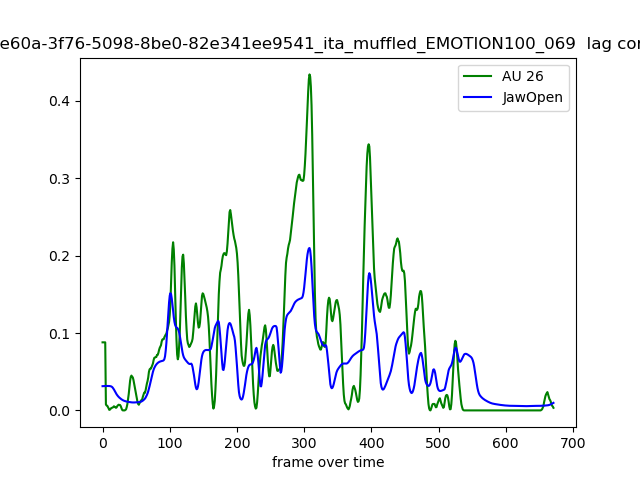 e60a-3f76-5098-8be0-82e341ee9541_ita_muffled_EMOTION100_069 lag
AU 26
JawOpen
0.4
0.3
0.2
0.1
0.0
0 100 200 300 400 500 600 700
frame over time